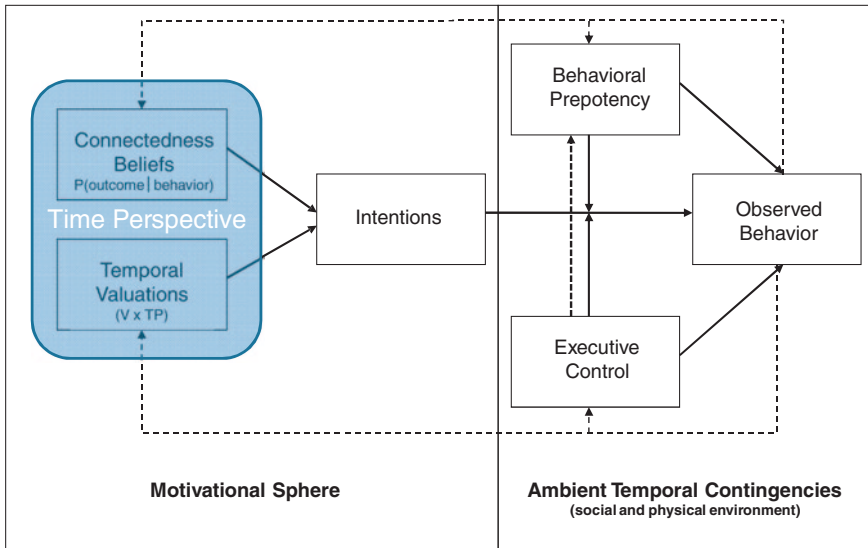 Connectedness
Beliefs
P(outcome|behavior)
Time Perspective
Temporal
Valuations
(V x TP)
Intentions
Behavioral
Prepotency
Executive
Control
Observed
Behavior
Motivational Sphere
Ambient Temporal Contingencies
(social and physical environment)